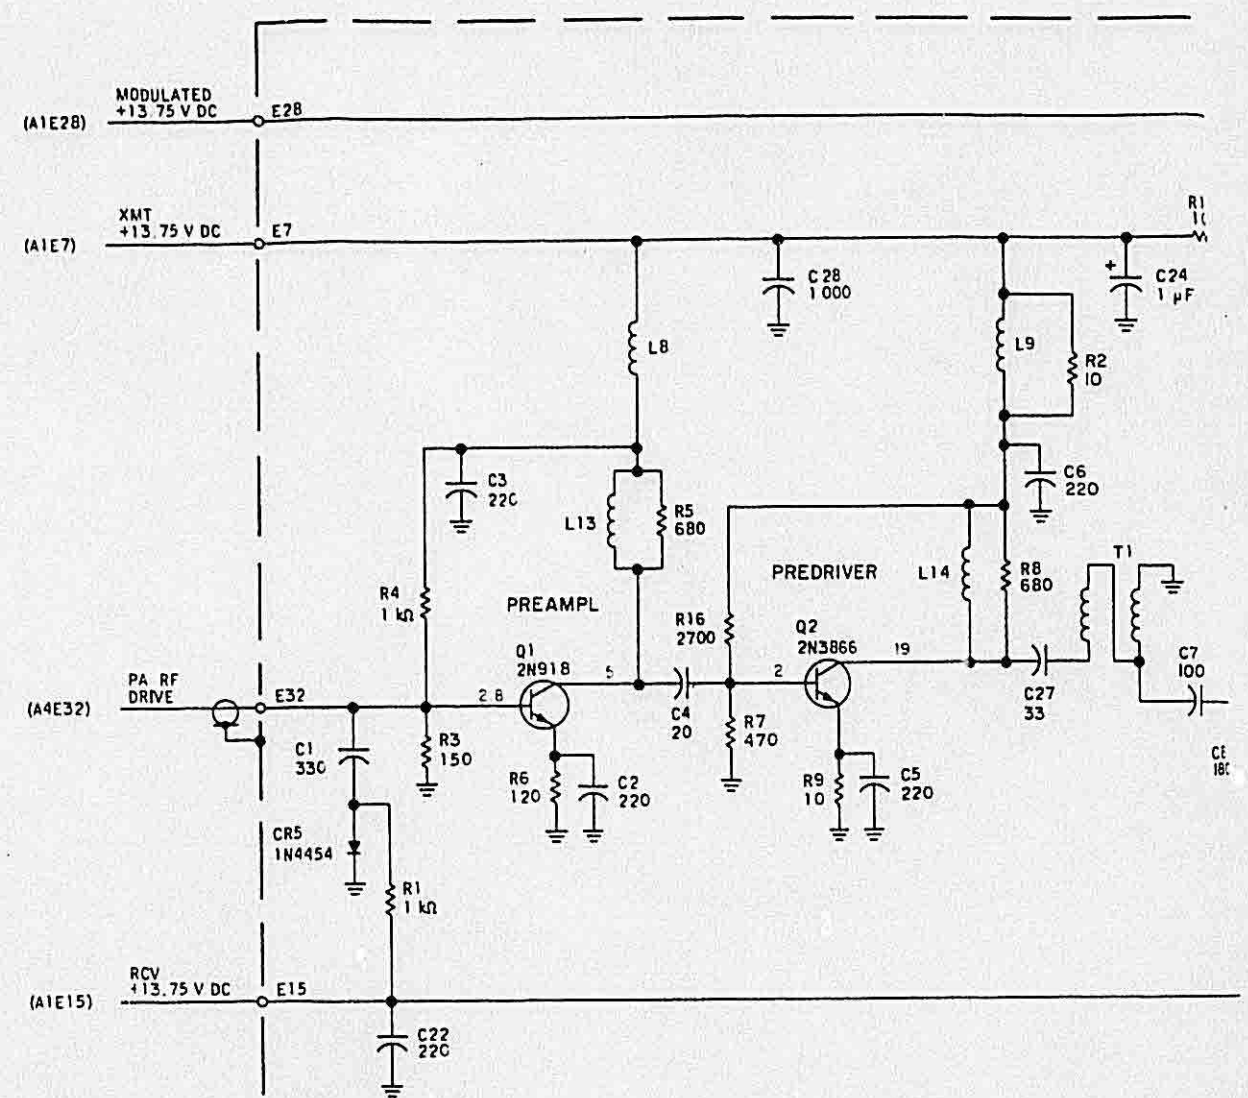 MODULATED
+13.75 V DC
(A1E28)
E28
XMT
+13.75 V DC
(A1E7)
E7
R1
C28
1000
C24
1 µF
+
L8
L9
R2
10
C3
220
C6
220
L13
R5
680
R4
1 kΩ
PREAMPL
PREDRIVER
L14
R8
680
T1
R16
2700
Q1
2N918
5
Q2
2N3866
19
PA RF
DRIVE
(A4E32)
E32
2.8
2
C4
20
R7
470
C27
33
C7
100
C1
330
R3
150
R6
120
C2
220
R9
10
C5
220
CR5
1N4454
R1
1 kΩ
RCV
+13.75 V DC
(A1E15)
E15
C22
220